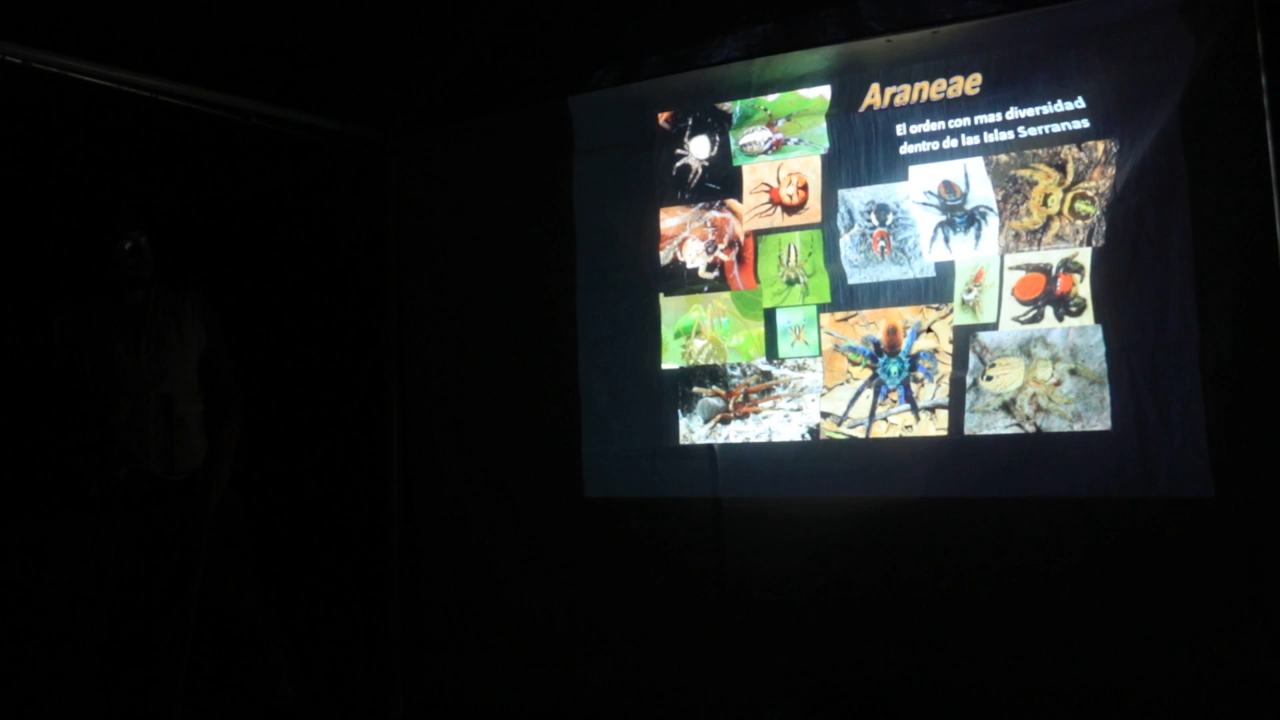 Araneae
El orden con mas diversidad
dentro de las Islas Serranas